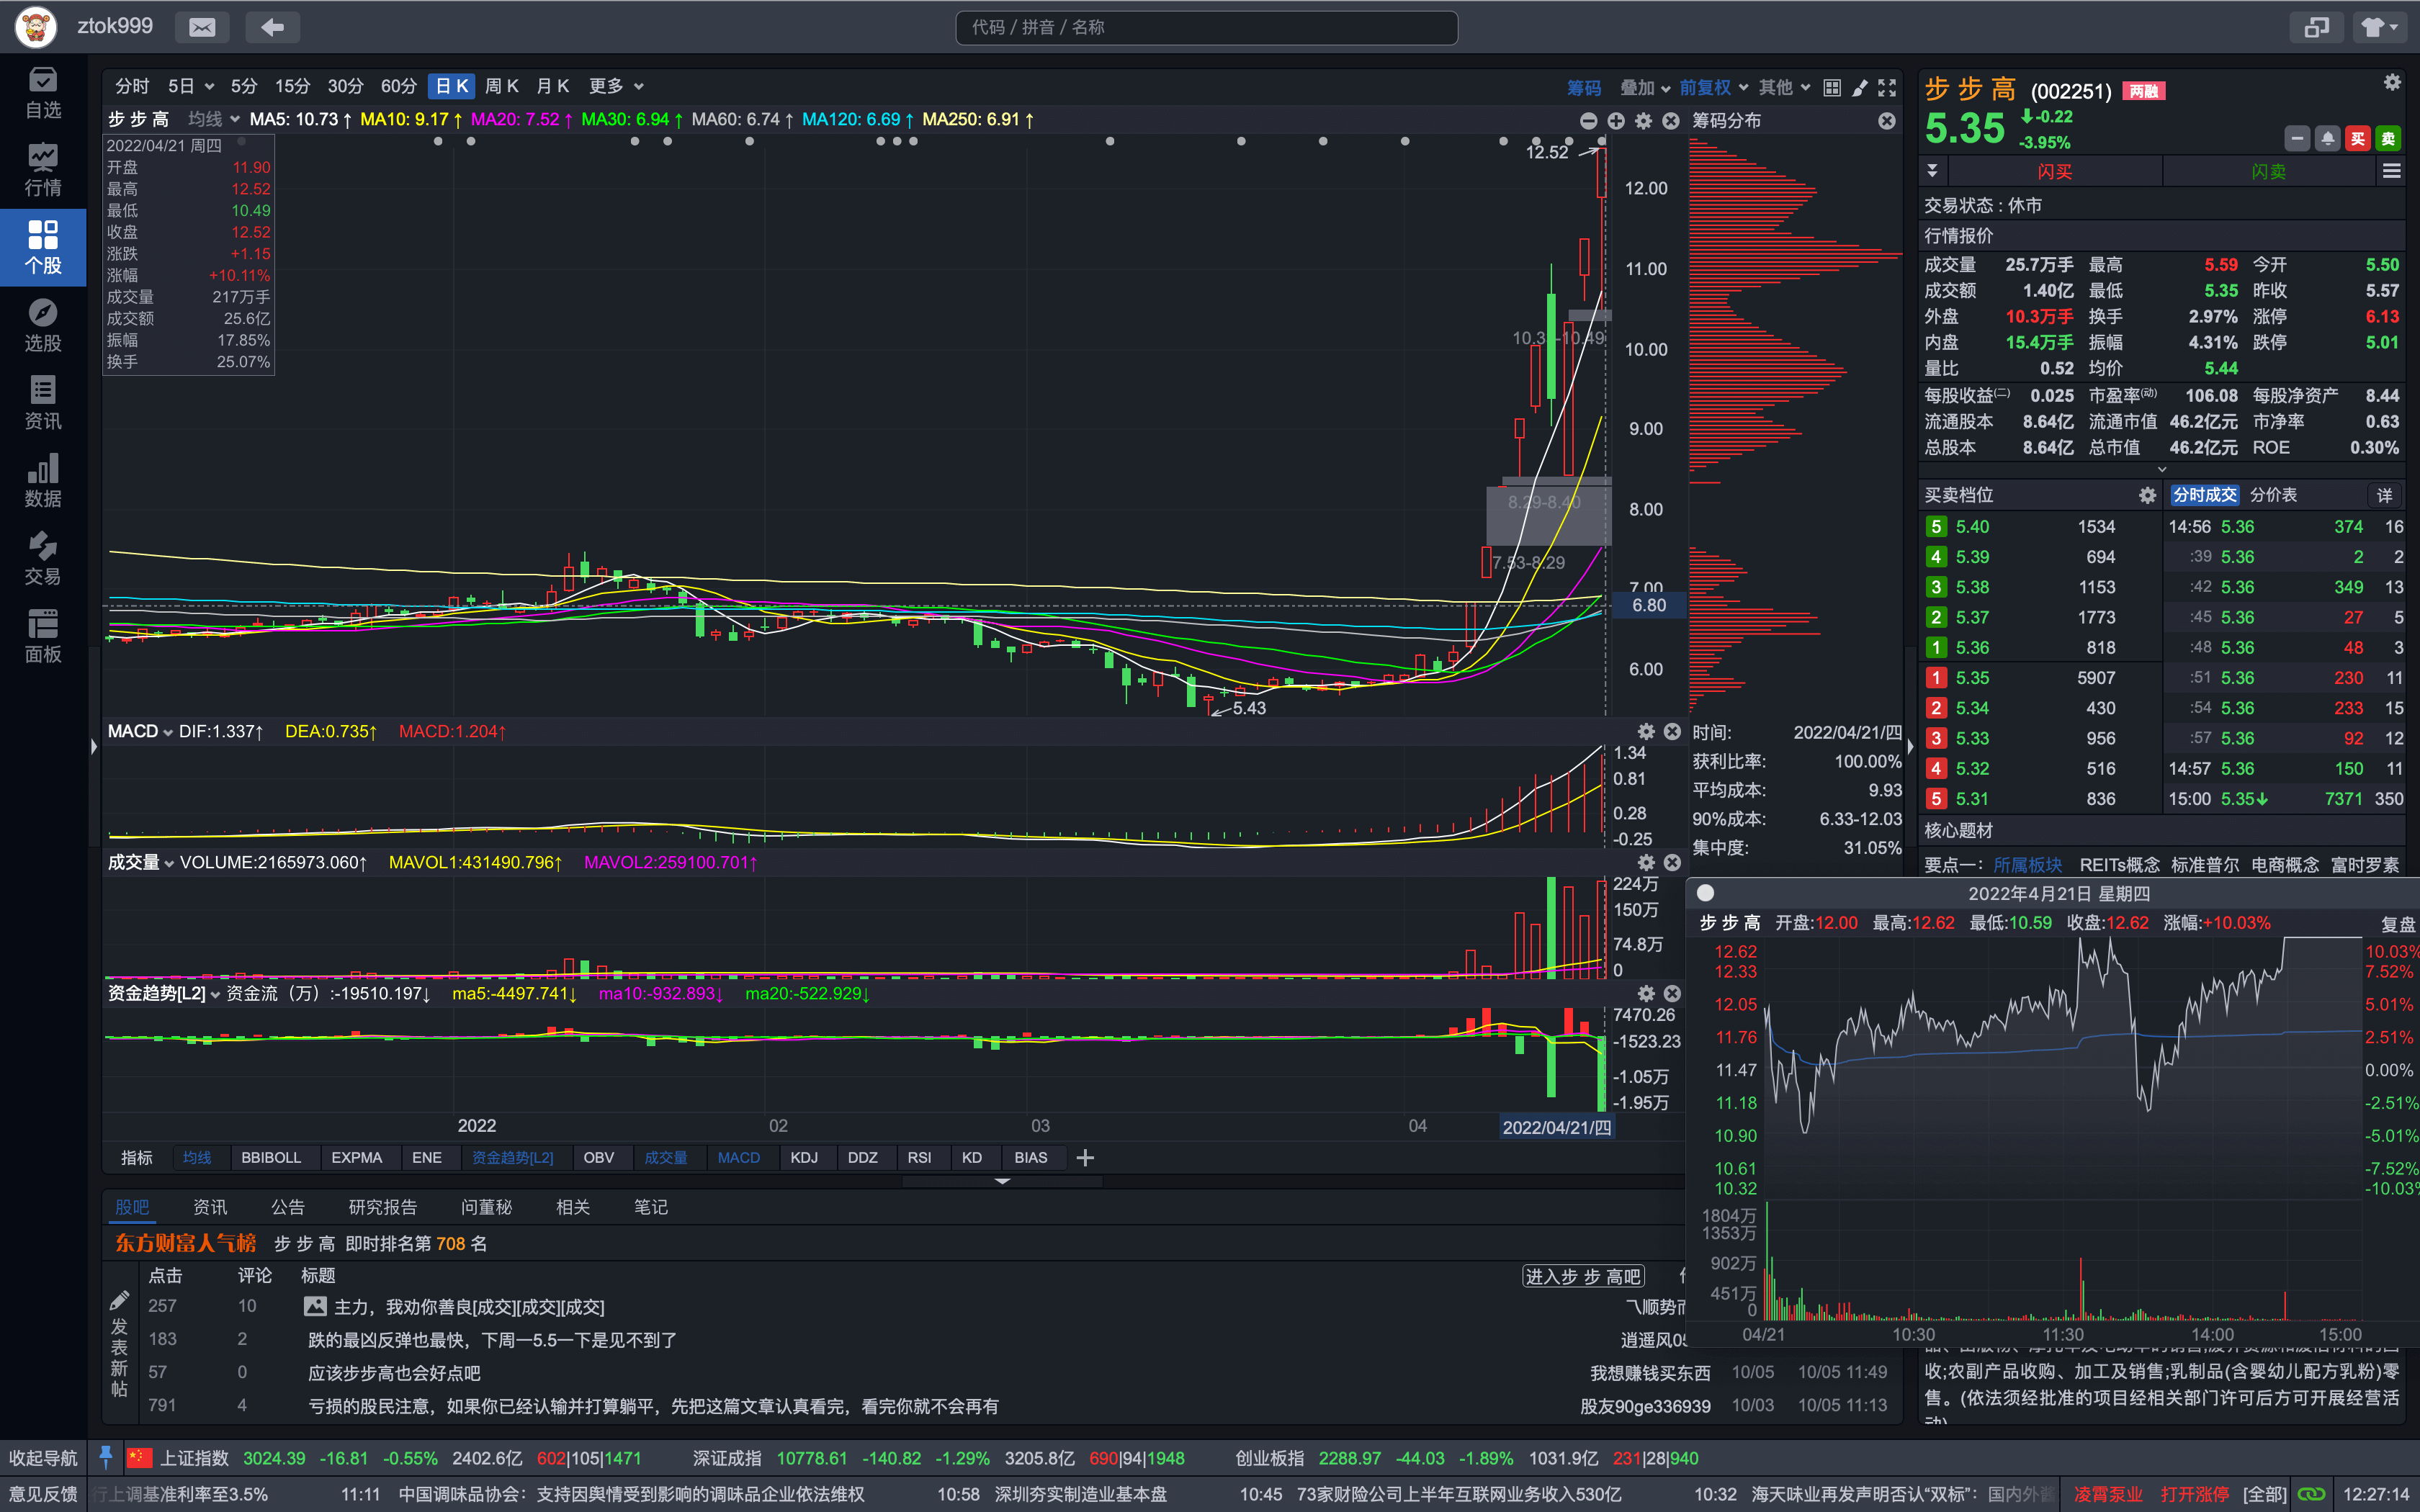 ztok999
代码 / 拼音 / 名称
自选
行情
个股
选股
资讯
数据
交易
面板
分时 5日 5分 15分 30分 60分 日K 周K 月K 更多
筹码 叠加 前复权 其他
步步高 均线 MA5: 10.73↑ MA10: 9.17↑ MA20: 7.52↑ MA30: 6.94↑ MA60: 6.74↑ MA120: 6.69↑ MA250: 6.91↑
筹码分布
2022/04/21 周四
开盘 11.90
最高 12.52
最低 10.49
收盘 12.52
涨跌 +1.15
涨幅 +10.11%
成交量 217万手
成交额 25.6亿
振幅 17.85%
换手 25.07%
12.52
8.29-8.40
7.53-8.29
5.43
12.00
11.00
10.00
9.00
8.00
7.00
6.80
6.00
MACD DIF:1.337↑ DEA:0.735↑ MACD:1.204↑
1.34
0.81
0.28
-0.25
时间: 2022/04/21/四
获利比率: 100.00%
平均成本: 9.93
90%成本: 6.33-12.03
集中度: 31.05%
成交量 VOLUME:2165973.060↑ MAVOL1:431490.796↑ MAVOL2:259100.701↑
224万
150万
74.8万
0
资金趋势[L2] 资金流（万）:-19510.197↓ ma5:-4497.741↓ ma10:-932.893↓ ma20:-522.929↓
7470.26
-1523.23
-1.05万
-1.95万
2022 02 03 04 2022/04/21/四
指标 均线 BBIBOLL EXPMA ENE 资金趋势[L2] OBV 成交量 MACD KDJ DDZ RSI KD BIAS
股吧 资讯 公告 研究报告 问董秘 相关 笔记
东方财富人气榜 步步高 即时排名第 708 名
点击 评论 标题 进入步步高吧
发表新帖
257 10 主力，我劝你善良[成交][成交][成交]
183 2 跌的最凶反弹也最快，下周一5.5一下是见不到了 逍遥风05
57 0 应该步步高也会好点吧 我想赚钱买东西 10/05 10/05 11:49
791 4 亏损的股民注意，如果你已经认输并打算躺平，先把这篇文章认真看完，看完你就不会再有 股友90ge336939 10/03 10/05 11:13
步步高 (002251) 两融
5.35 -0.22
-3.95%
买 卖
闪买 闪卖
交易状态 : 休市
行情报价
成交量 25.7万手 最高 5.59 今开 5.50
成交额 1.40亿 最低 5.35 昨收 5.57
外盘 10.3万手 换手 2.97% 涨停 6.13
内盘 15.4万手 振幅 4.31% 跌停 5.01
量比 0.52 均价 5.44
每股收益(二) 0.025 市盈率(动) 106.08 每股净资产 8.44
流通股本 8.64亿 流通市值 46.2亿元 市净率 0.63
总股本 8.64亿 总市值 46.2亿元 ROE 0.30%
买卖档位 分时成交 分价表 详
5 5.40 1534 14:56 5.36 374 16
4 5.39 694 :39 5.36 2 2
3 5.38 1153 :42 5.36 349 13
2 5.37 1773 :45 5.36 27 5
1 5.36 818 :48 5.36 48 3
1 5.35 5907 :51 5.36 230 11
2 5.34 430 :54 5.36 233 15
3 5.33 956 :57 5.36 92 12
4 5.32 516 14:57 5.36 150 11
5 5.31 836 15:00 5.35↓ 7371 350
核心题材
要点一: 所属板块 REITs概念 标准普尔 电商概念 富时罗素
2022年4月21日 星期四
步步高 开盘:12.00 最高:12.62 最低:10.59 收盘:12.62 涨幅:+10.03% 复盘
12.62 10.03%
12.33 7.52%
12.05 5.01%
11.76 2.51%
11.47 0.00%
11.18 -2.51%
10.90 -5.01%
10.61 -7.52%
10.32 -10.03%
1804万
1353万
902万
451万
0
04/21 10:30 11:30 14:00 15:00
收;农副产品收购、加工及销售;乳制品(含婴幼儿配方乳粉)零
售。(依法须经批准的项目经相关部门许可后方可开展经营活
收起导航 上证指数 3024.39 -16.81 -0.55% 2402.6亿 602|105|1471 深证成指 10778.61 -140.82 -1.29% 3205.8亿 690|94|1948 创业板指 2288.97 -44.03 -1.89% 1031.9亿 231|28|940
意见反馈 行上调基准利率至3.5% 11:11 中国调味品协会：支持因舆情受到影响的调味品企业依法维权 10:58 深圳夯实制造业基本盘 10:45 73家财险公司上半年互联网业务收入530亿 10:32 海天味业再发声明否认“双标”：国内外 凌霄泵业 打开涨停 [全部] 12:27:14